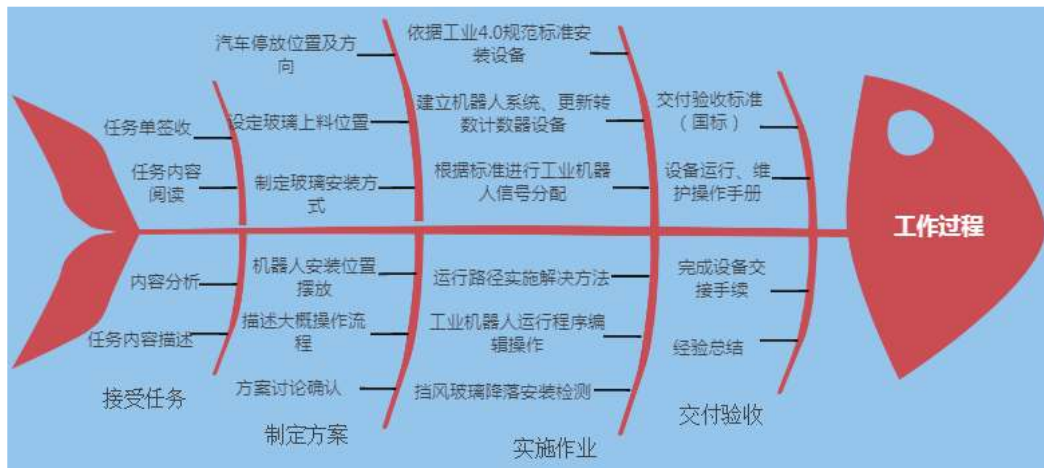 任务单签收
任务内容
阅读
内容分析
任务内容描述
接受任务
汽车停放位置及方
向
设定玻璃上料位置
制定玻璃安装方
式
机器人安装位置
摆放
描述大概操作流
程
方案讨论确认
制定方案
依据工业4.0规范标准安
装设备
建立机器人系统、更新转
数计数器设备
根据标准进行工业机器
人信号分配
运行路径实施解决方法
工业机器人运行程序编
辑操作
挡风玻璃降落安装检测
实施作业
交付验收标准
（国标）
设备运行、维
护操作手册
完成设备交
接手续
经验总结
交付验收
工作过程